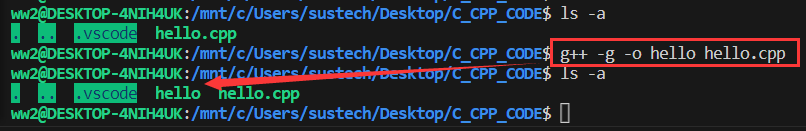 ww2@DESKTOP-4NIH4UK:/mnt/c/Users/sustech/Desktop/C_CPP_CODE$ ls -a
. .. .vscode hello.cpp
ww2@DESKTOP-4NIH4UK:/mnt/c/Users/sustech/Desktop/C_CPP_CODE$ g++ -g -o hello hello.cpp
ww2@DESKTOP-4NIH4UK:/mnt/c/Users/sustech/Desktop/C_CPP_CODE$ ls -a
. .. .vscode hello hello.cpp
ww2@DESKTOP-4NIH4UK:/mnt/c/Users/sustech/Desktop/C_CPP_CODE$